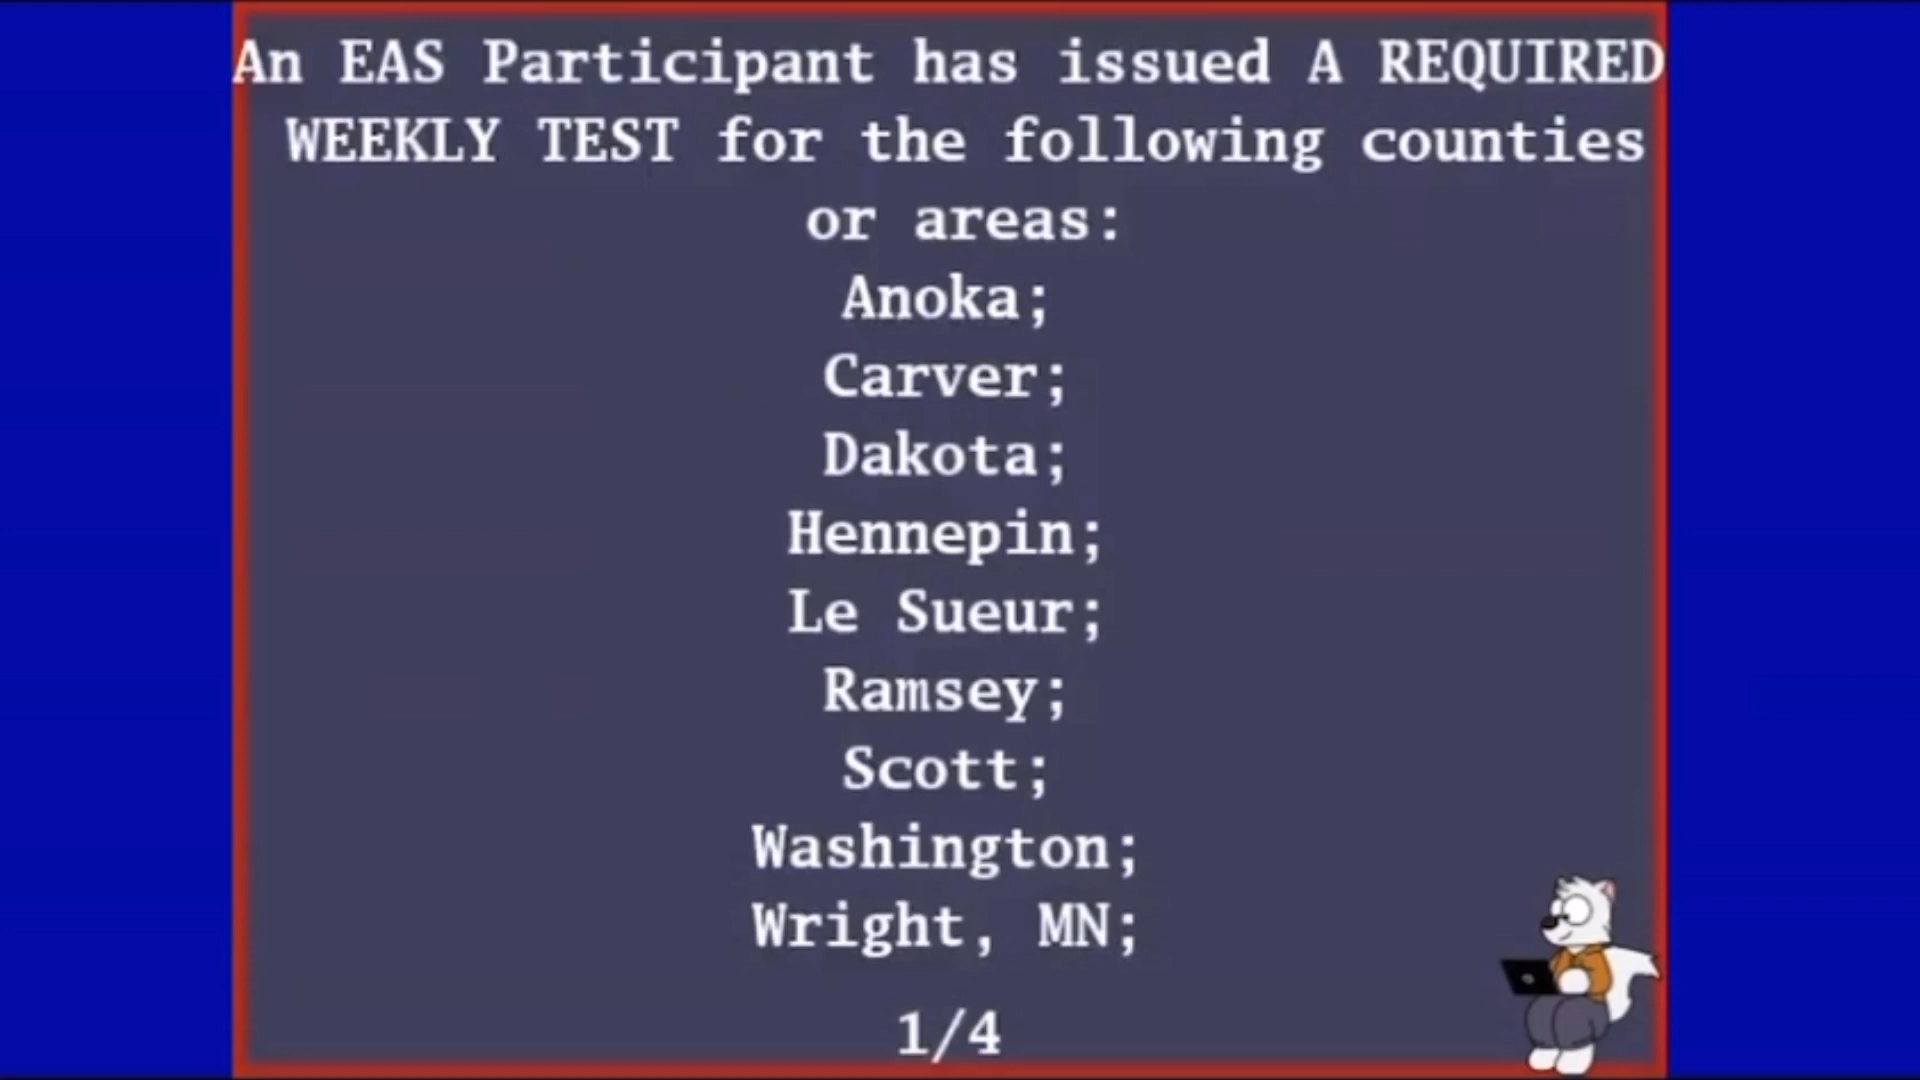 An EAS Participant has issued A REQUIRED
WEEKLY TEST for the following counties
or areas:
Anoka;
Carver;
Dakota;
Hennepin;
Le Sueur;
Ramsey;
Scott;
Washington;
Wright, MN;
1/4